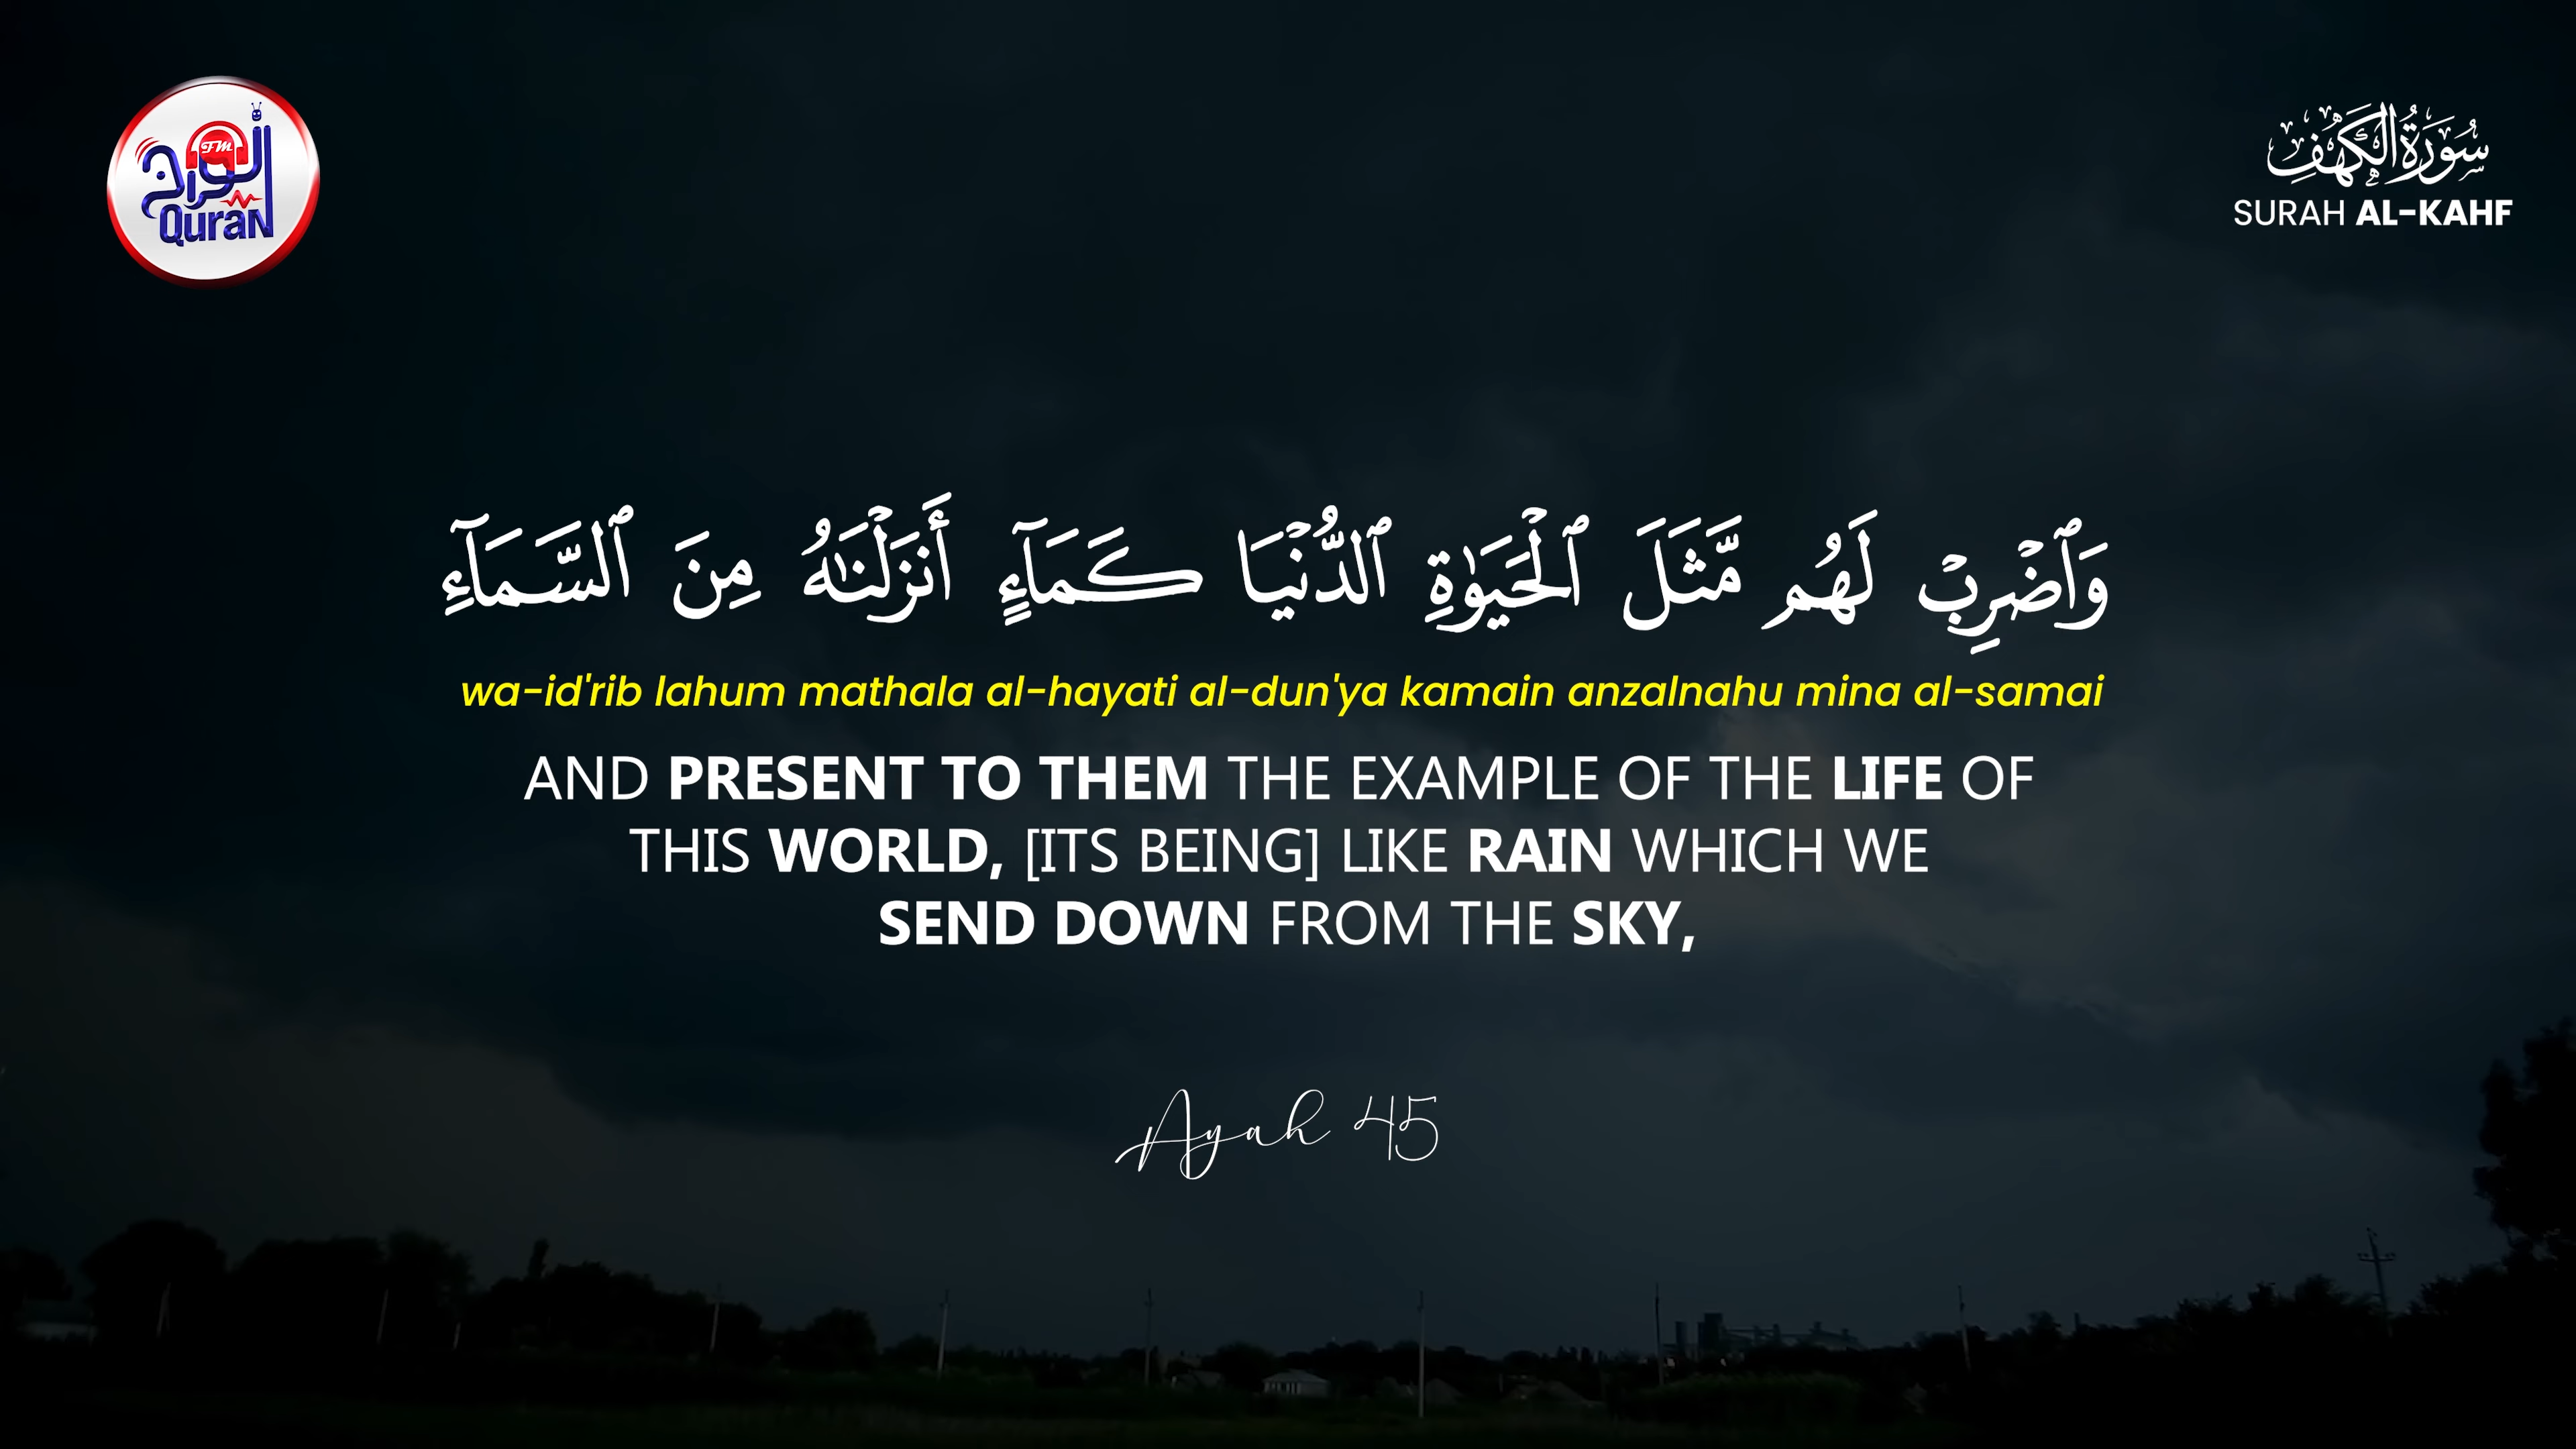 FM
Quran
سُورَةُ الْكَهْفِ
SURAH AL-KAHF
وَٱضْرِبْ لَهُم مَّثَلَ ٱلْحَيَوٰةِ ٱلدُّنْيَا كَمَآءٍ أَنزَلْنَـٰهُ مِنَ ٱلسَّمَآءِ
wa-id'rib lahum mathala al-hayati al-dun'ya kamain anzalnahu mina al-samai
AND PRESENT TO THEM THE EXAMPLE OF THE LIFE OF
THIS WORLD, [ITS BEING] LIKE RAIN WHICH WE
SEND DOWN FROM THE SKY,
Ayah 45